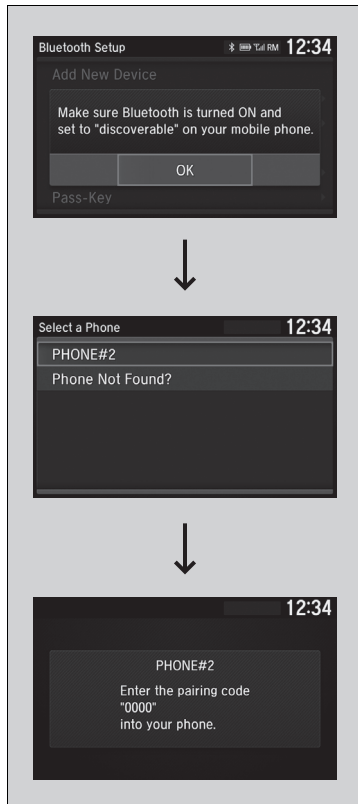 Bluetooth Setup
RM 12:34
Add New Device
Make sure Bluetooth is turned ON and
set to "discoverable" on your mobile phone.
OK
Pass-Key
Select a Phone
12:34
PHONE#2
Phone Not Found?
12:34
PHONE#2
Enter the pairing code
"0000"
into your phone.